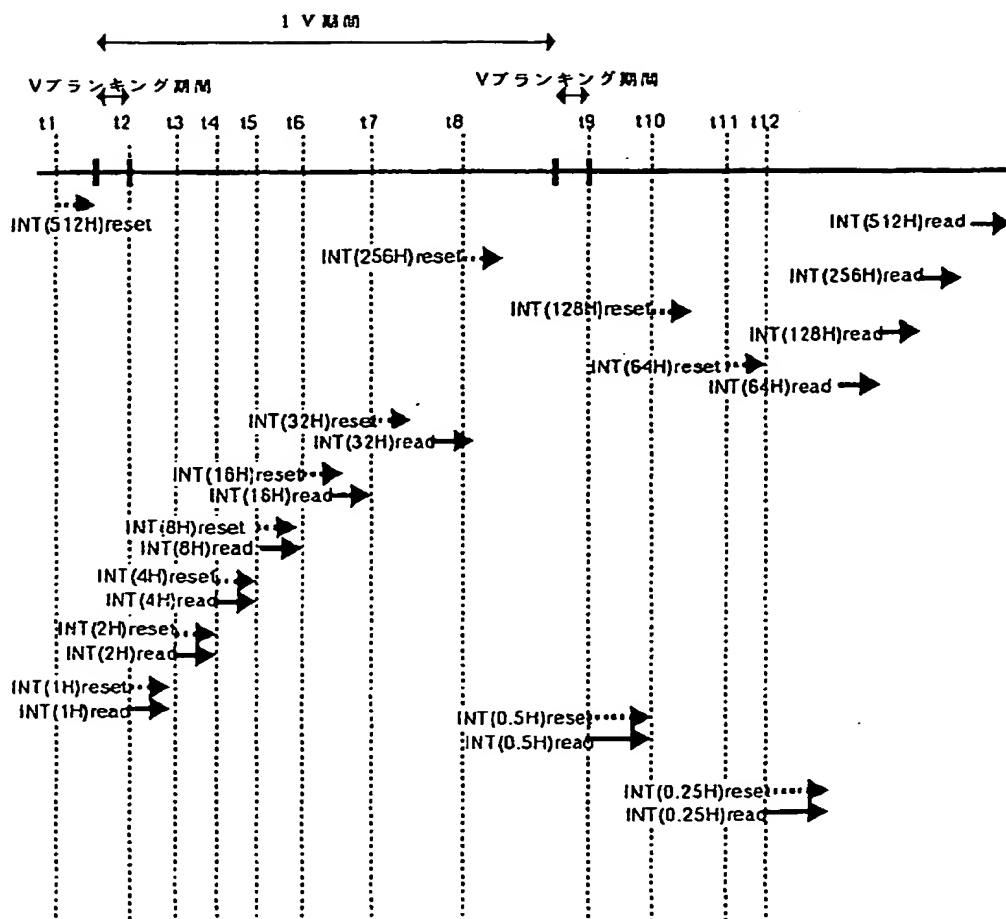 1 V 期間
Vブランキング期間
Vブランキング期間
t1 t2 t3 t4 t5 t6 t7 t8 t9 t10 t11 t12
INT(512H)reset
INT(512H)read
INT(256H)reset
INT(256H)read
INT(128H)reset
INT(128H)read
INT(64H)reset
INT(64H)read
INT(32H)reset
INT(32H)read
INT(16H)reset
INT(16H)read
INT(8H)reset
INT(8H)read
INT(4H)reset
INT(4H)read
INT(2H)reset
INT(2H)read
INT(1H)reset
INT(1H)read
INT(0.5H)reset
INT(0.5H)read
INT(0.25H)reset
INT(0.25H)read